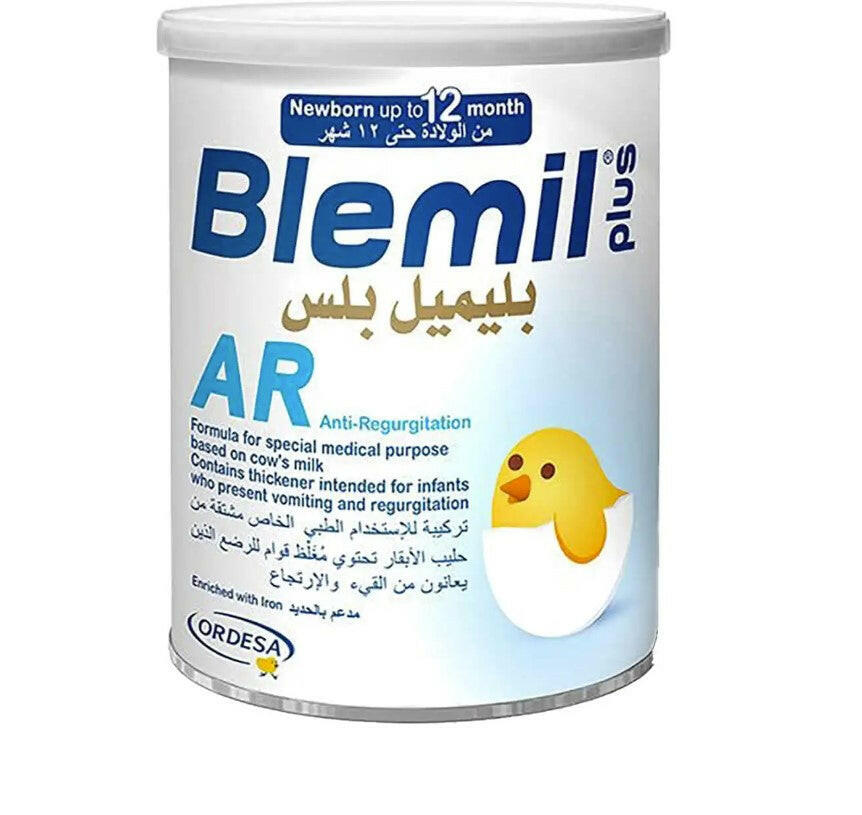 Newborn up to 12 month
من الولادة حتى ١٢ شهر
Blemil® plus
بليميل بلس
AR Anti-Regurgitation
Formula for special medical purpose
based on cow's milk
Contains thickener intended for infants
who present vomiting and regurgitation
تركيبة للإستخدام الطبي الخاص مشتقة من
حليب الأبقار تحتوي مُغَلِّظ قوام للرضع الذين
يعانون من القيء والإرتجاع
Enriched with Iron مدعم بالحديد
ORDESA